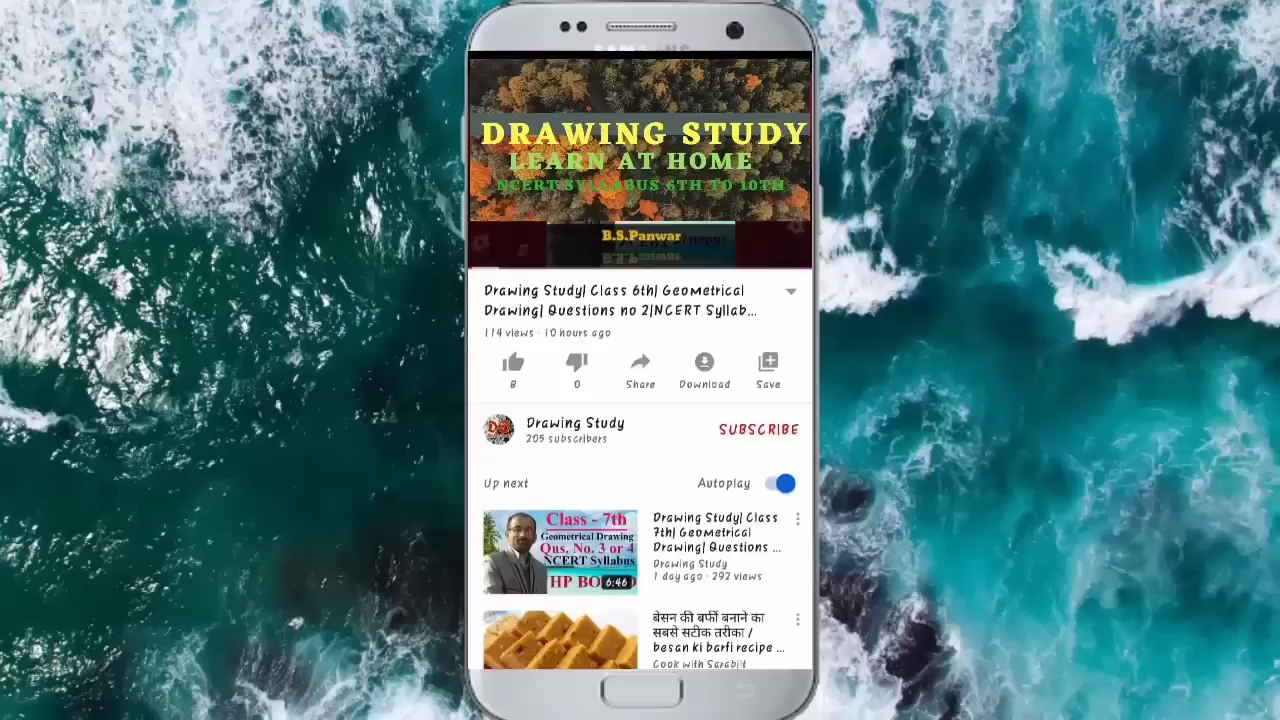 SAMSUNG
DRAWING STUDY
LEARN AT HOME
NCERT SYLLABUS 6TH TO 10TH
B.S.Panwar
Drawing Study| Class 6th| Geometrical
Drawing| Questions no 2|NCERT Syllab...
114 views · 10 hours ago
8
0
Share
Download
Save
Drawing Study
205 subscribers
SUBSCRIBE
Up next
Autoplay
Class - 7th
Geometrical Drawing
Qus. No. 3 or 4
NCERT Syllabus
HP BO
6:46
Drawing Study| Class
7th| Geometrical
Drawing| Questions ...
Drawing Study
1 day ago · 292 views
बेसन की बर्फी बनाने का
सबसे सटीक तरीका /
besan ki barfi recipe ...
Cook with Sarabjit